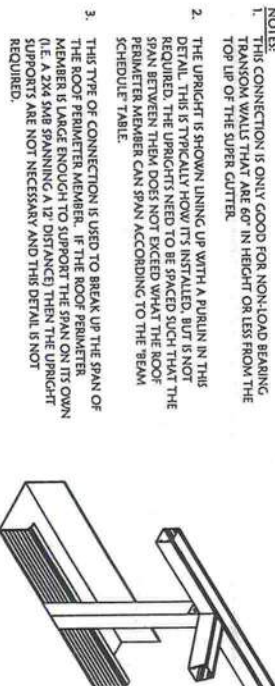 NOTES:
1. THIS CONNECTION IS ONLY GOOD FOR NON-LOAD BEARING
TRANSOM WALLS THAT ARE 60" IN HEIGHT OR LESS FROM THE
TOP LIP OF THE SUPER GUTTER.
2. THE UPRIGHT IS SHOWN LINING UP WITH A PURLIN IN THIS
DETAIL. THIS IS TYPICALLY HOW IT'S INSTALLED, BUT IS NOT
REQUIRED. THE UPRIGHTS NEED TO BE SPACED SUCH THAT THE
SPAN BETWEEN THEM DOES NOT EXCEED WHAT THE ROOF
PERIMETER MEMBER CAN SPAN ACCORDING TO THE "BEAM
SCHEDULE" TABLE.
3. THIS TYPE OF CONNECTION IS USED TO BREAK UP THE SPAN OF
THE ROOF PERIMETER MEMBER. IF THE ROOF PERIMETER
MEMBER IS LARGE ENOUGH TO SUPPORT THE SPAN ON ITS OWN
(I.E. A 2X4 SMB SPANNING A 12' DISTANCE) THEN THE UPRIGHT
SUPPORTS ARE NOT NECESSARY AND THIS DETAIL IS NOT
REQUIRED.